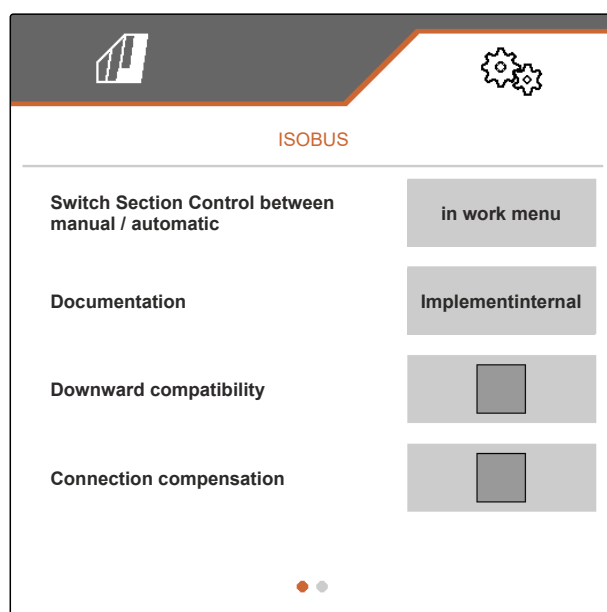 ISOBUS
Switch Section Control between
manual / automatic
in work menu
Documentation
Implementinternal
Downward compatibility
Connection compensation